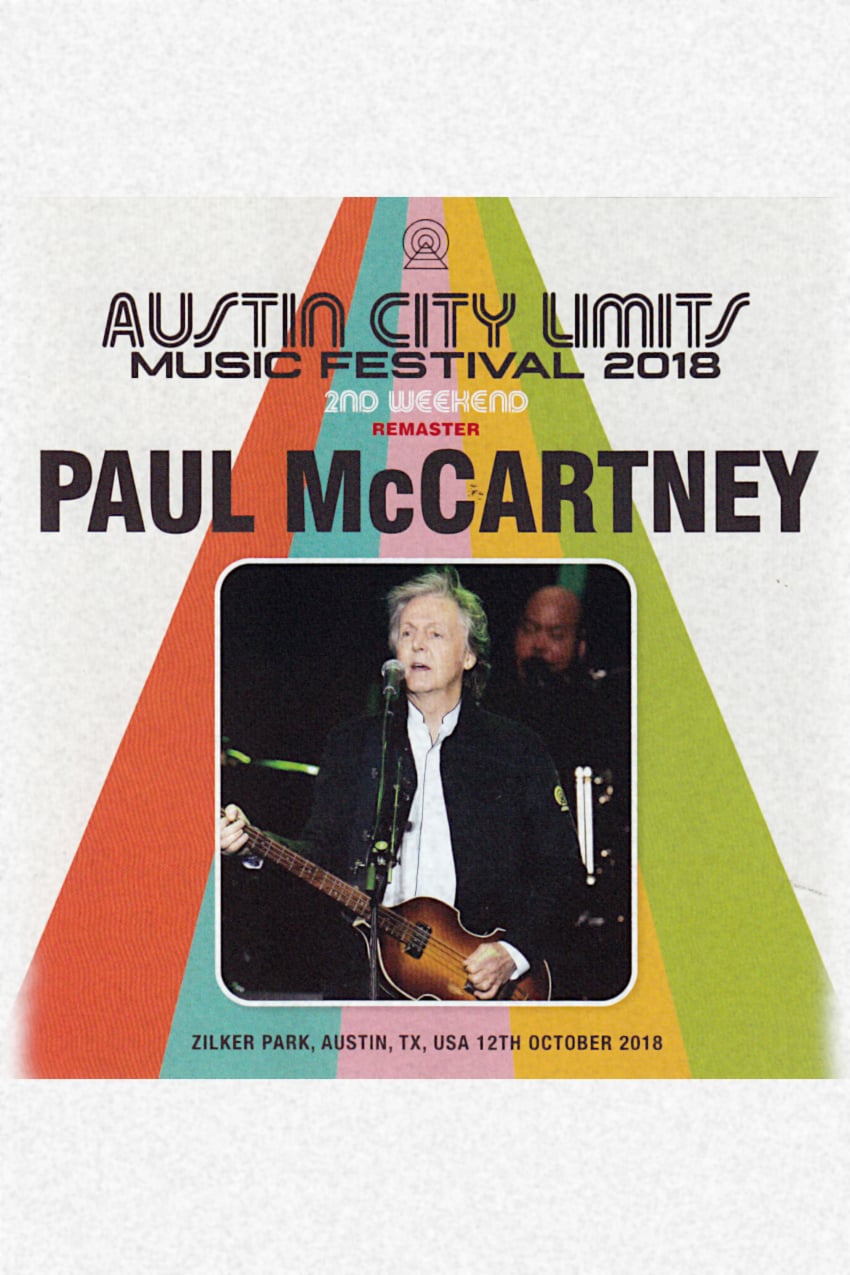 AUSTIN CITY LIMITS
MUSIC FESTIVAL 2018
2ND WEEKEND
REMASTER
PAUL McCARTNEY
ZILKER PARK, AUSTIN, TX, USA 12TH OCTOBER 2018